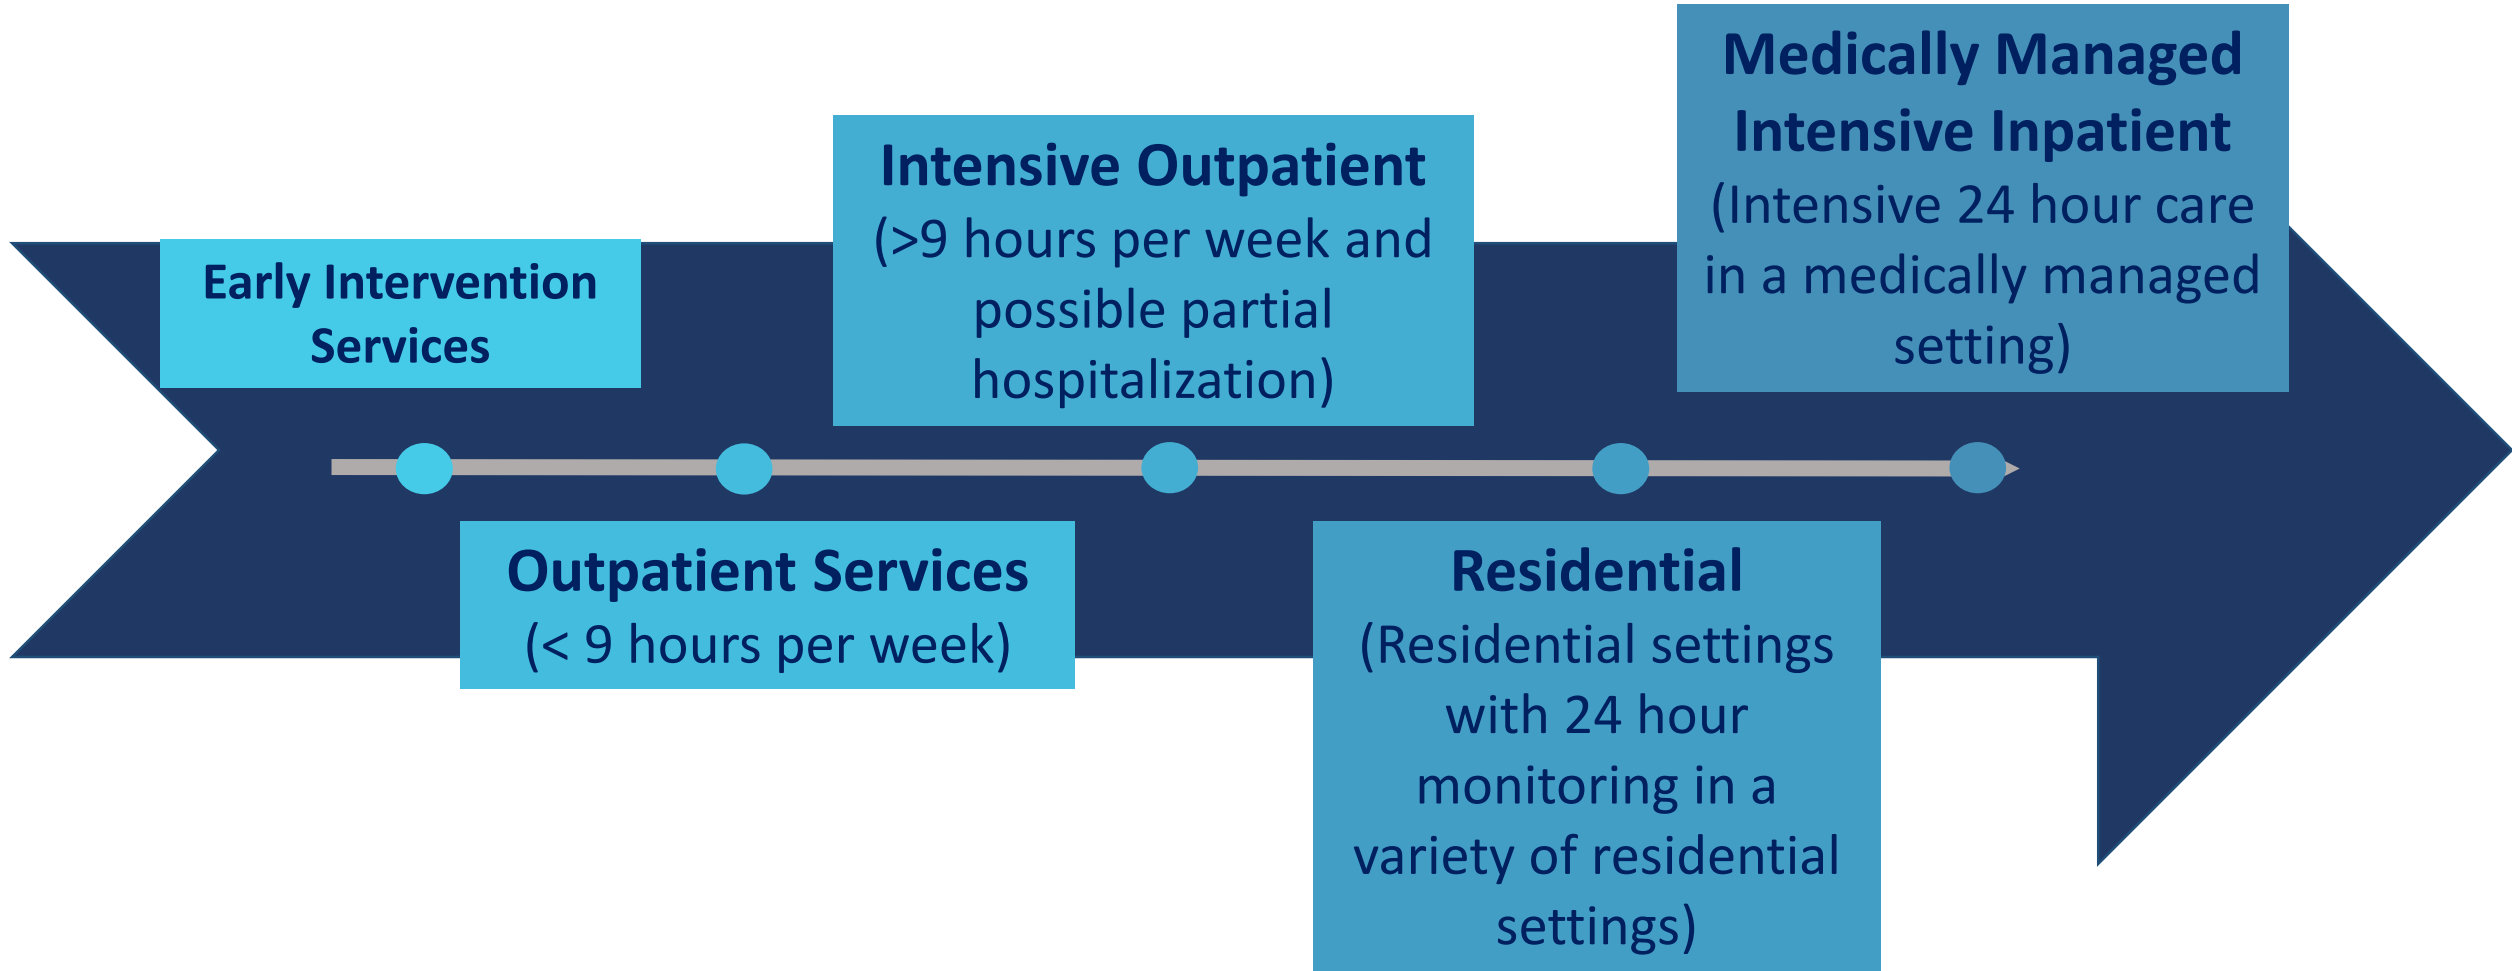 Early Intervention
Services
Outpatient Services
(< 9 hours per week)
Intensive Outpatient
(>9 hours per week and
possible partial
hospitalization)
Residential
(Residential settings
with 24 hour
monitoring in a
variety of residential
settings)
Medically Managed
Intensive Inpatient
(Intensive 24 hour care
in a medically managed
setting)